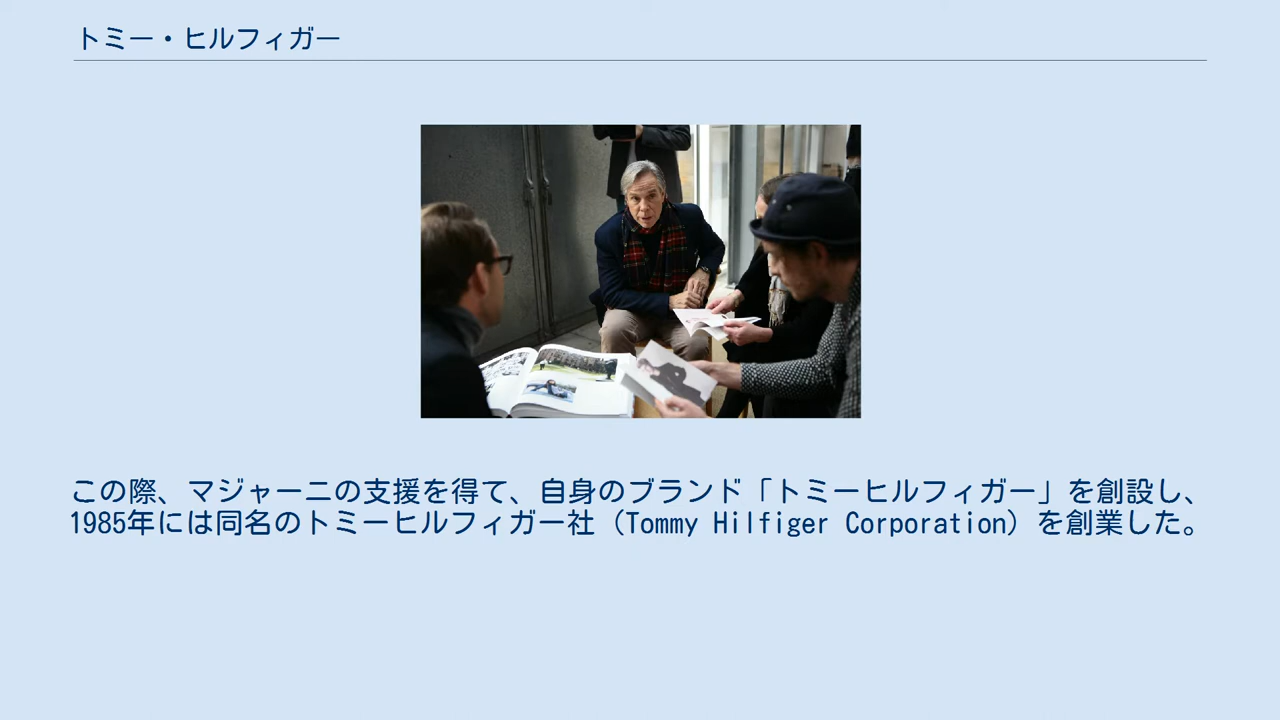 トミー・ヒルフィガー
この際、マジャーニの支援を得て、自身のブランド「トミーヒルフィガー」を創設し、
1985年には同名のトミーヒルフィガー社（Tommy Hilfiger Corporation）を創業した。